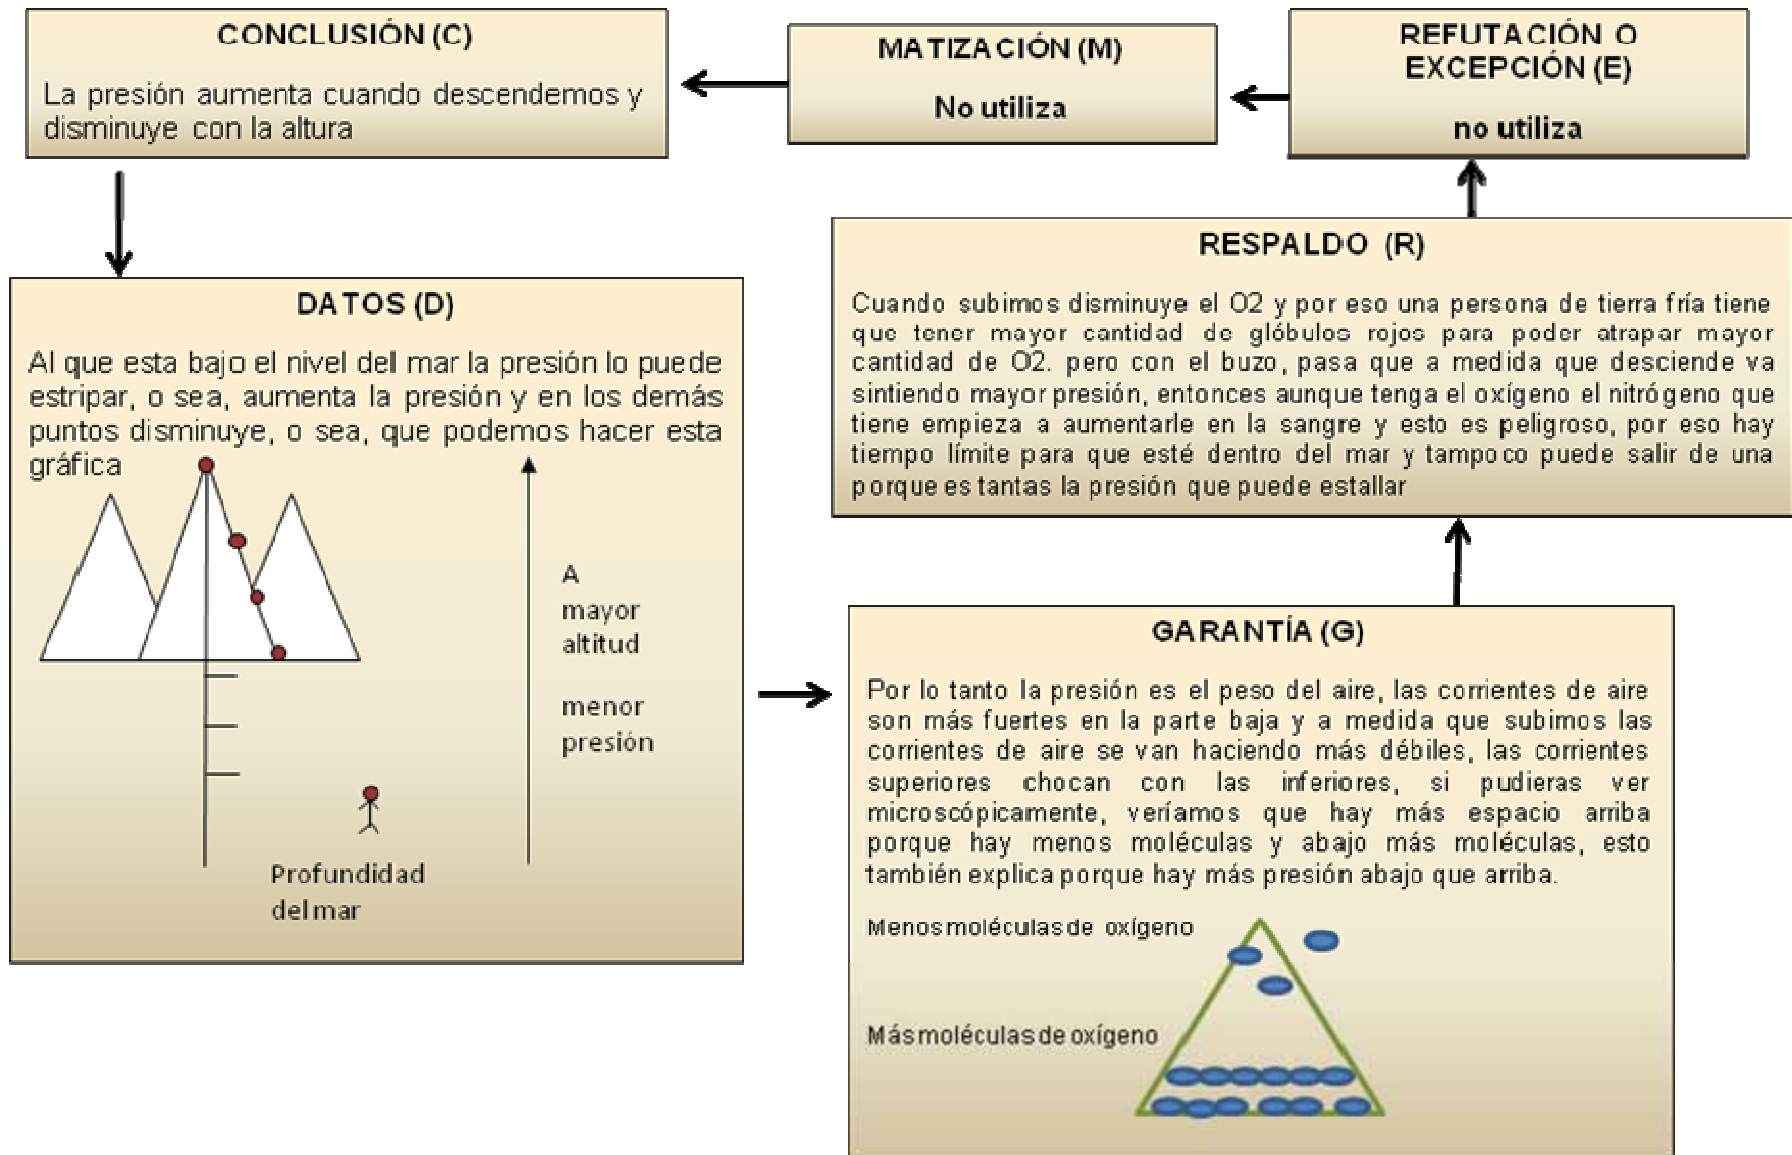 CONCLUSIÓN (C)
La presión aumenta cuando descendemos y
disminuye con la altura
MATIZACIÓN (M)
No utiliza
REFUTACIÓN O
EXCEPCIÓN (E)
no utiliza
DATOS (D)
Al que esta bajo el nivel del mar la presión lo puede
estripar, o sea, aumenta la presión y en los demás
puntos disminuye, o sea, que podemos hacer esta
gráfica
A
mayor
altitud
menor
presión
Profundidad
del mar
RESPALDO (R)
Cuando subimos disminuye el O2 y por eso una persona de tierra fría tiene
que tener mayor cantidad de glóbulos rojos para poder atrapar mayor
cantidad de O2. pero con el buzo, pasa que a medida que desciende va
sintiendo mayor presión, entonces aunque tenga el oxígeno el nitrógeno que
tiene empieza a aumentarle en la sangre y esto es peligroso, por eso hay
tiempo límite para que esté dentro del mar y tampoco puede salir de una
porque es tantas la presión que puede estallar
GARANTÍA (G)
Por lo tanto la presión es el peso del aire, las corrientes de aire
son más fuertes en la parte baja y a medida que subimos las
corrientes de aire se van haciendo más débiles, las corrientes
superiores chocan con las inferiores, si pudieras ver
microscópicamente, veríamos que hay más espacio arriba
porque hay menos moléculas y abajo más moléculas, esto
también explica porque hay más presión abajo que arriba.
Menos moléculas de oxígeno
Más moléculas de oxígeno